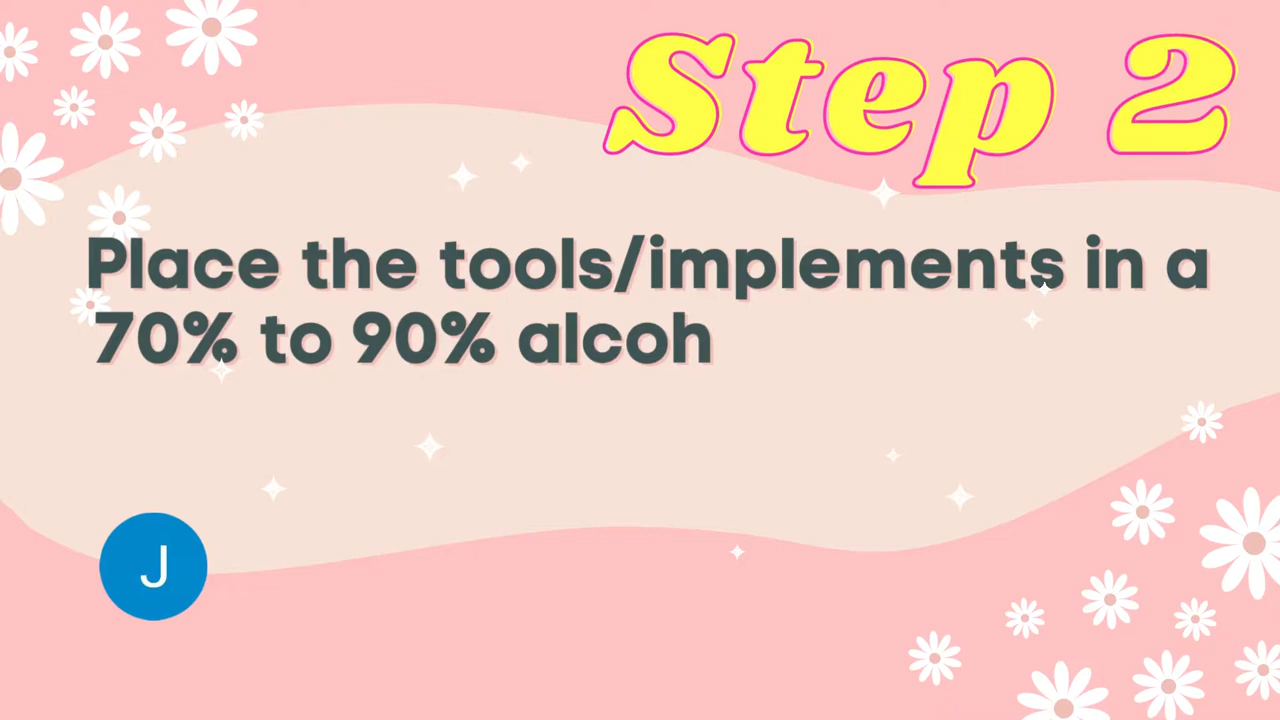 Step 2
Place the tools/implements in a
70% to 90% alcoh
J